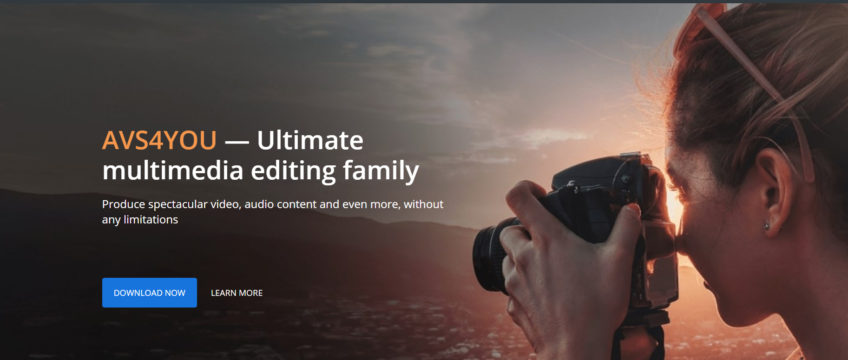 AVS4YOU — Ultimate
multimedia editing family
Produce spectacular video, audio content and even more, without
any limitations
DOWNLOAD NOW
LEARN MORE